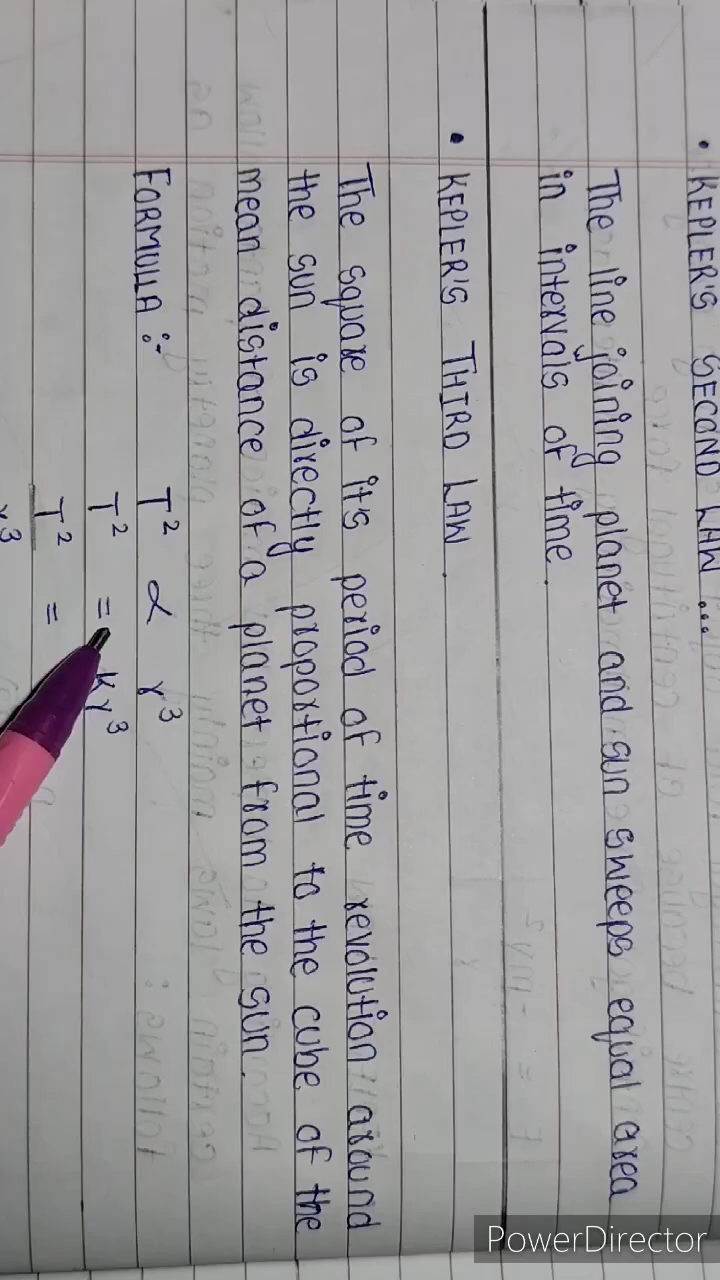 • KEPLER'S SECOND LAW ...
The line joining planet and sun sweeps equal area
in intervals of time
• KEPLER'S THIRD LAW.
The square of it's period of time revolution around
the sun is directly proportional to the cube of the
mean distance of a planet from the sun.
FORMULA :- T² α r³
T² = Kr³
T² =
r³
PowerDirector